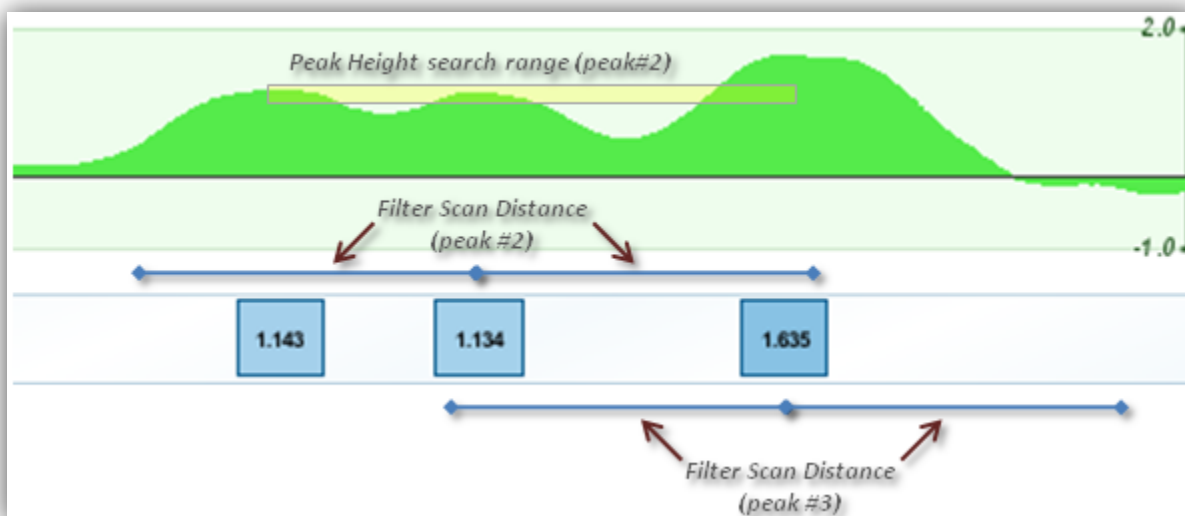 2.0
Peak Height search range (peak#2)
Filter Scan Distance
(peak #2)
-1.0
1.143
1.134
1.635
Filter Scan Distance
(peak #3)